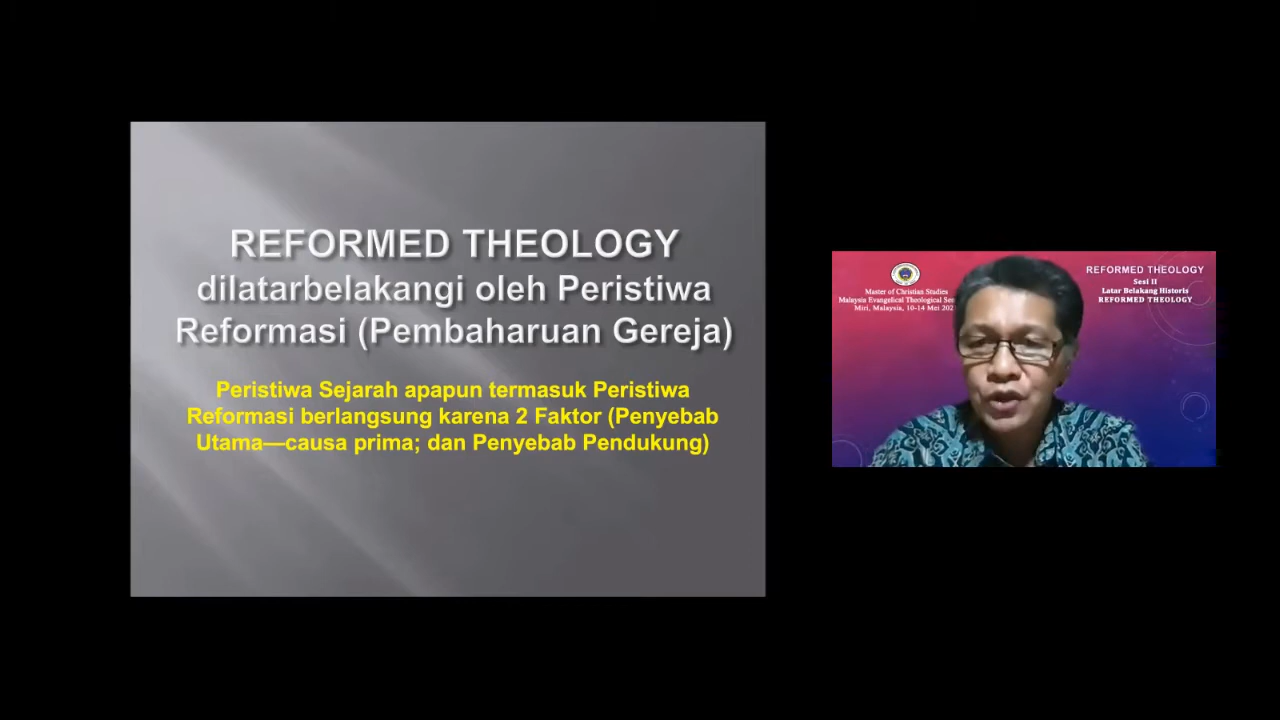 REFORMED THEOLOGY
dilatarbelakangi oleh Peristiwa
Reformasi (Pembaharuan Gereja)
Peristiwa Sejarah apapun termasuk Peristiwa
Reformasi berlangsung karena 2 Faktor (Penyebab
Utama—causa prima; dan Penyebab Pendukung)
Master of Christian Studies
Malaysia Evangelical Theological
Miri, Malaysia, 10-14 Mei
REFORMED THEOLOGY
Sesi II
Latar Belakang Historis
REFORMED THEOLOGY